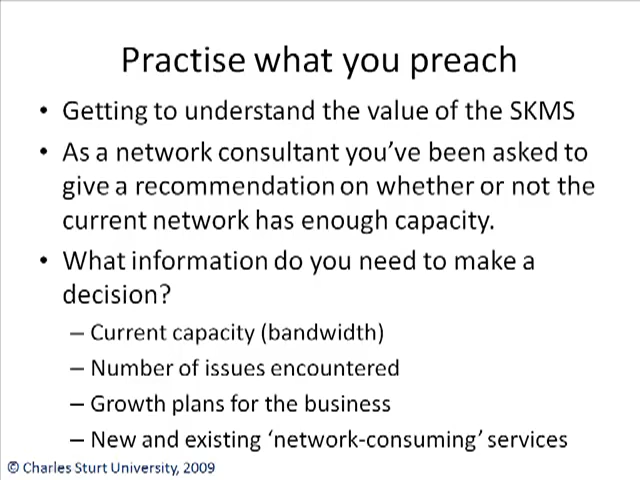 Practise what you preach
• Getting to understand the value of the SKMS
• As a network consultant you’ve been asked to
give a recommendation on whether or not the
current network has enough capacity.
• What information do you need to make a
decision?
– Current capacity (bandwidth)
– Number of issues encountered
– Growth plans for the business
– New and existing ‘network-consuming’ services
© Charles Sturt University, 2009